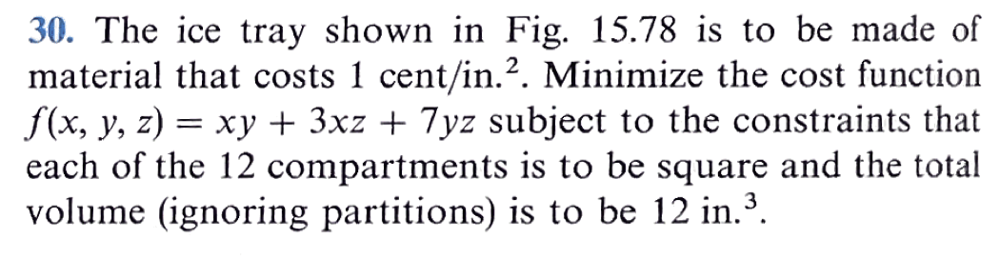 30. The ice tray shown in Fig. 15.78 is to be made of
material that costs 1 cent/in.². Minimize the cost function
f(x, y, z) = xy + 3xz + 7yz subject to the constraints that
each of the 12 compartments is to be square and the total
volume (ignoring partitions) is to be 12 in.³.